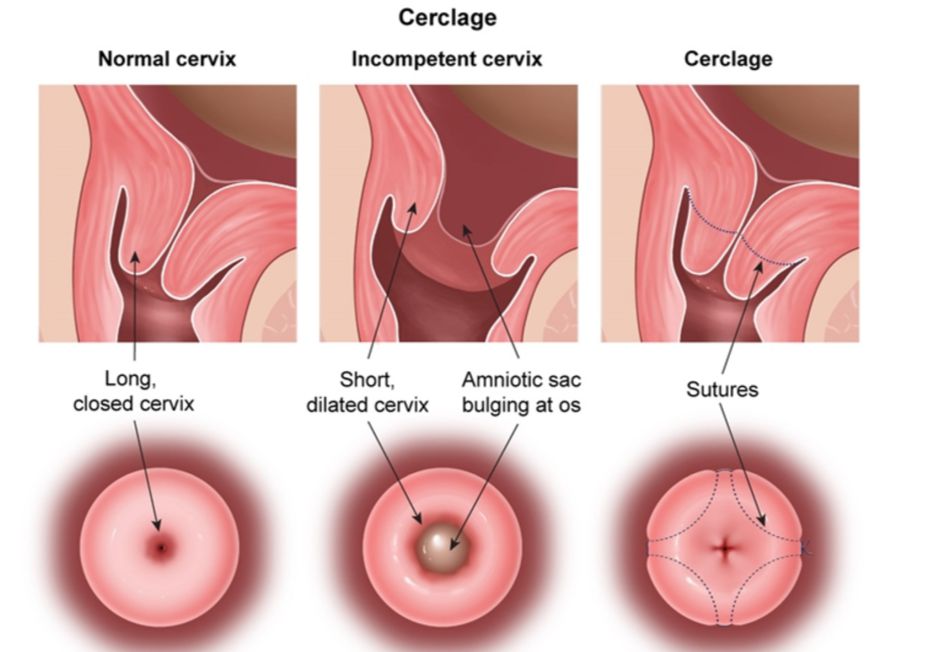 Cerclage
Normal cervix
Incompetent cervix
Cerclage
Long,
closed cervix
Short,
dilated cervix
Amniotic sac
bulging at os
Sutures